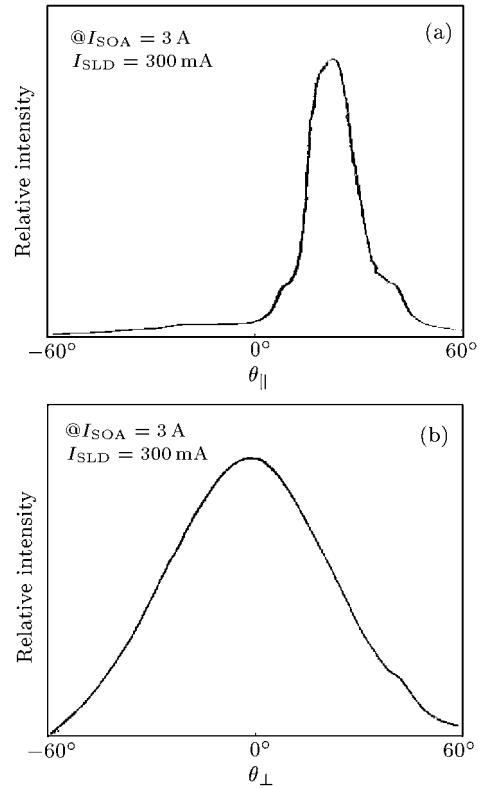 @I_SOA = 3 A
I_SLD = 300 mA
(a)
Relative intensity
−60° 0° 60°
θ_∥
@I_SOA = 3 A
I_SLD = 300 mA
(b)
Relative intensity
−60° 0° 60°
θ_⊥